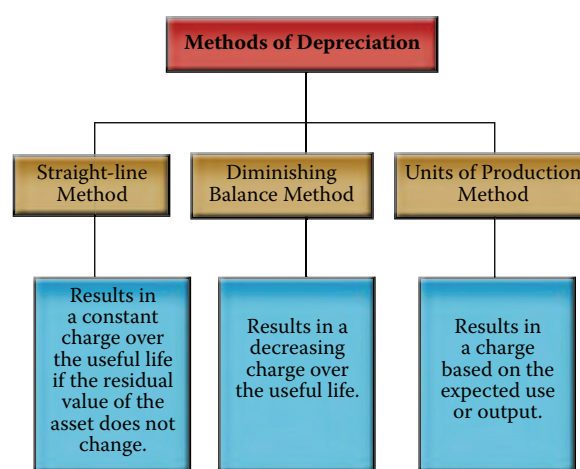 Methods of Depreciation
Straight-line
Method
Diminishing
Balance Method
Units of Production
Method
Results in
a constant
charge over
the useful life
if the residual
value of the
asset does not
change.
Results in a
decreasing
charge over
the useful life.
Results in
a charge
based on the
expected use
or output.